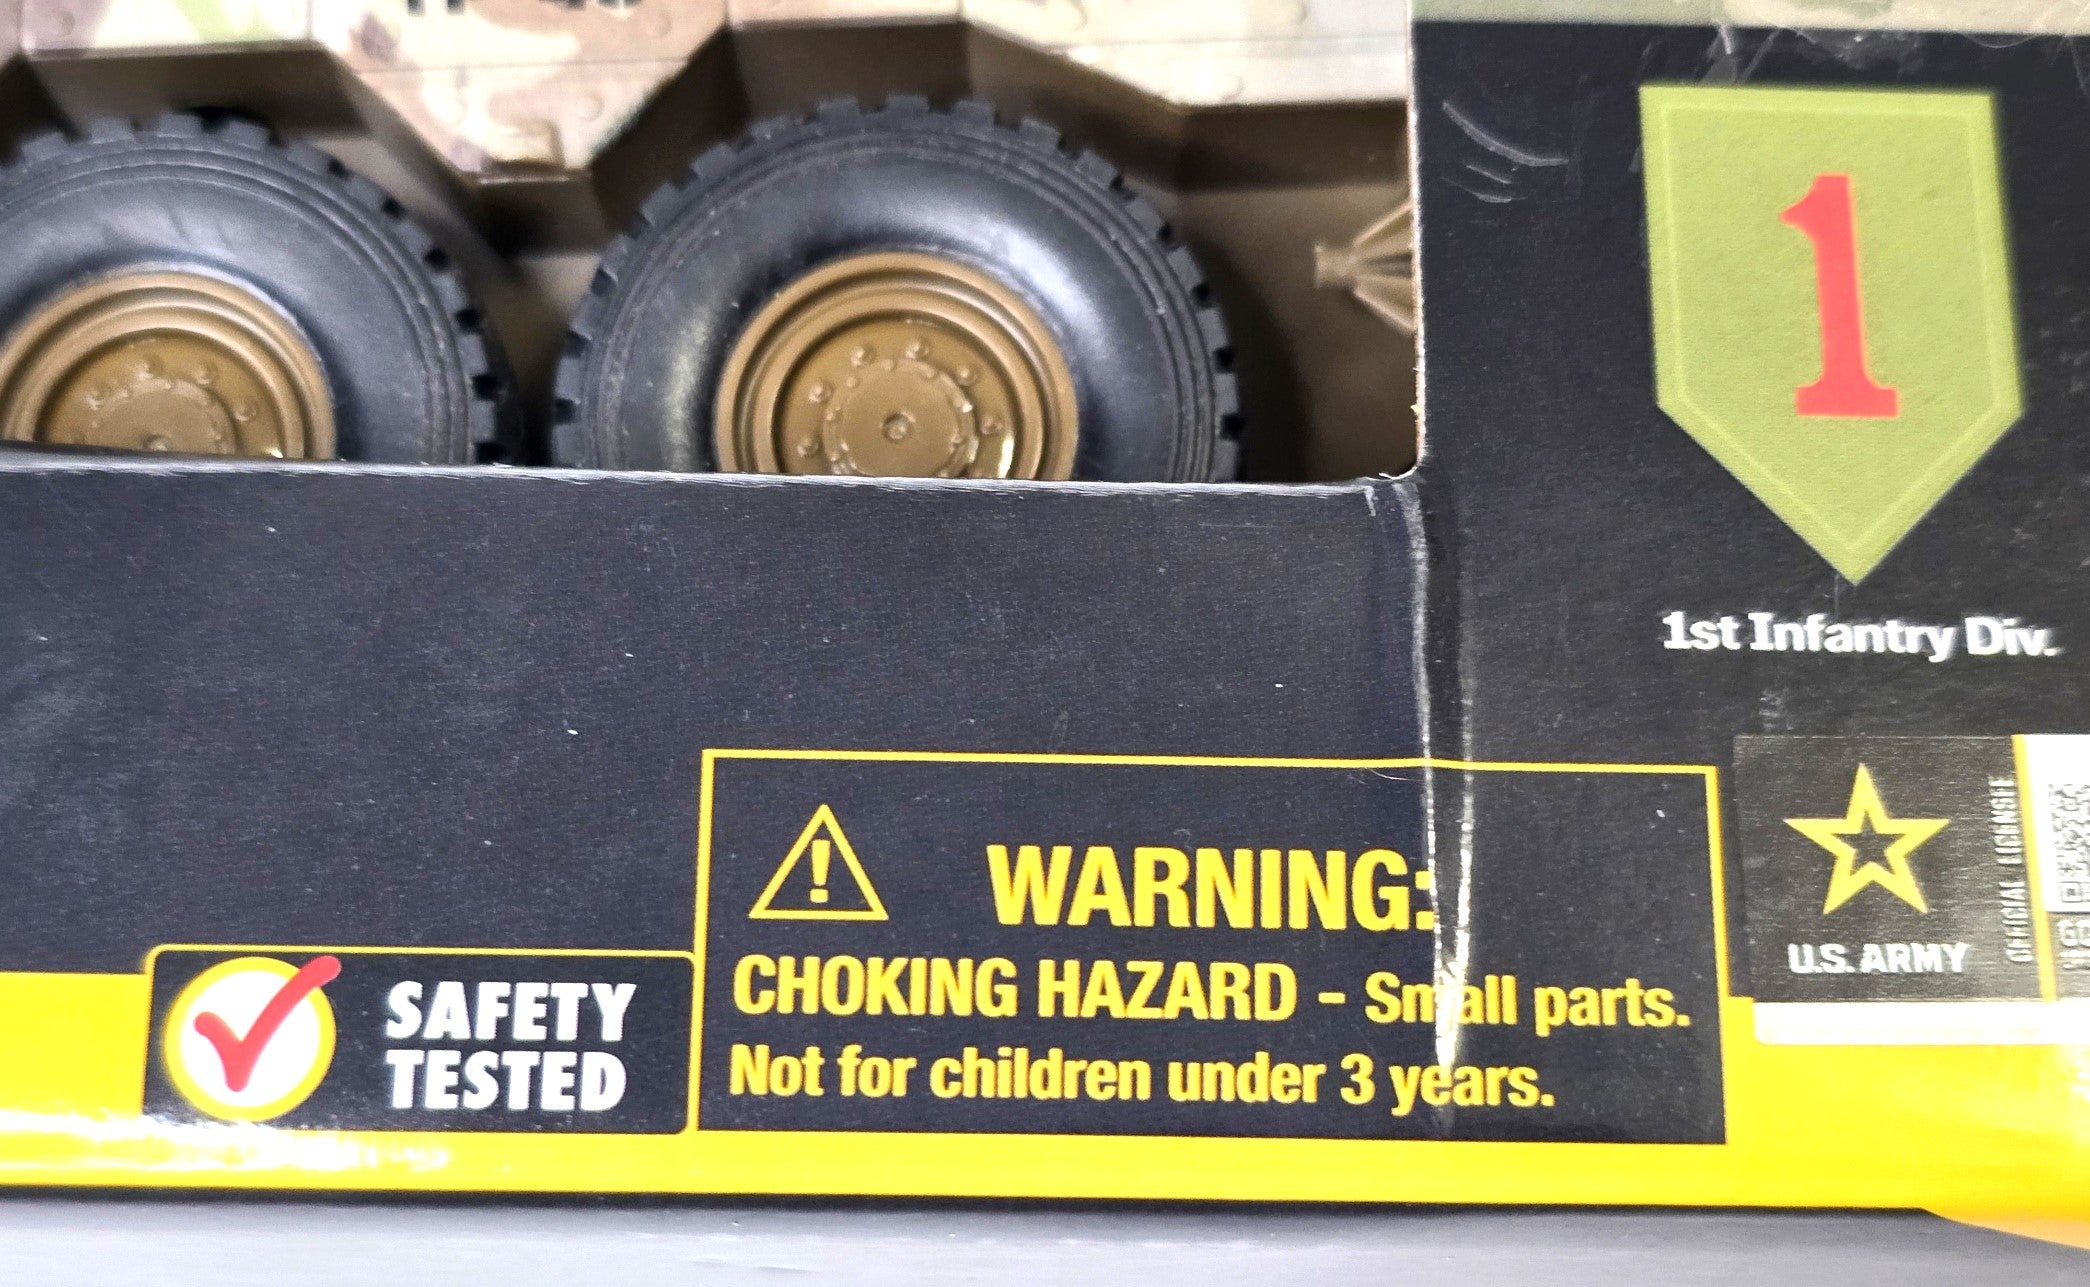 1
1st Infantry Div.
WARNING:
CHOKING HAZARD - Small parts.
Not for children under 3 years.
SAFETY
TESTED
U.S. ARMY
OFFICIAL LICENSEE